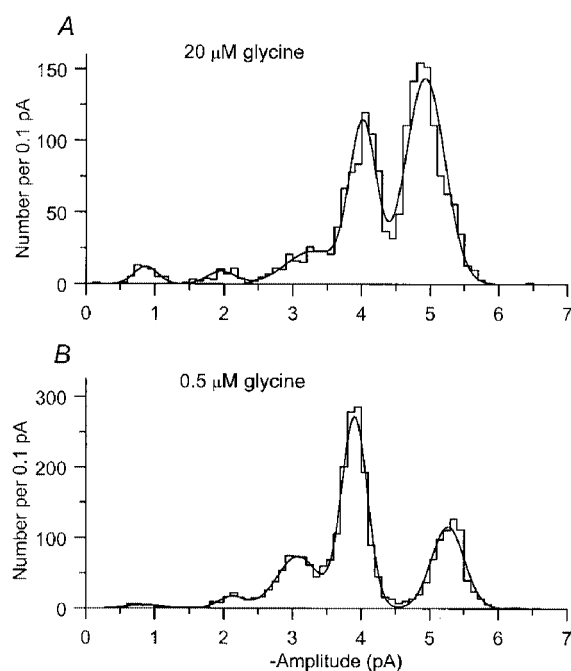 A
20 μM glycine
150
100
50
0
Number per 0.1 pA
0 1 2 3 4 5 6 7
B
0.5 μM glycine
300
200
100
0
Number per 0.1 pA
0 1 2 3 4 5 6 7
-Amplitude (pA)